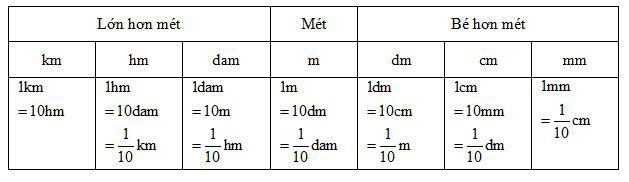 Lớn hơn mét Mét Bé hơn mét
km hm dam m dm cm mm
1km 1hm 1dam 1m 1dm 1cm 1mm
=10hm =10dam =10m =10dm =10cm =10mm = 1/10 cm
= 1/10 km = 1/10 hm = 1/10 dam = 1/10 m = 1/10 dm